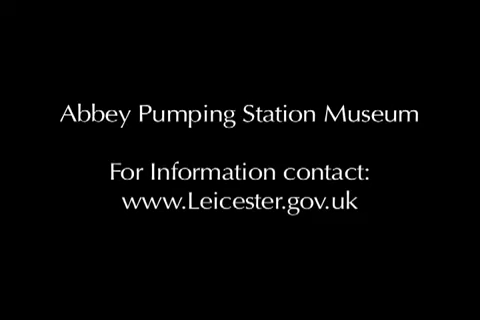 Abbey Pumping Station Museum
For Information contact:
www.Leicester.gov.uk